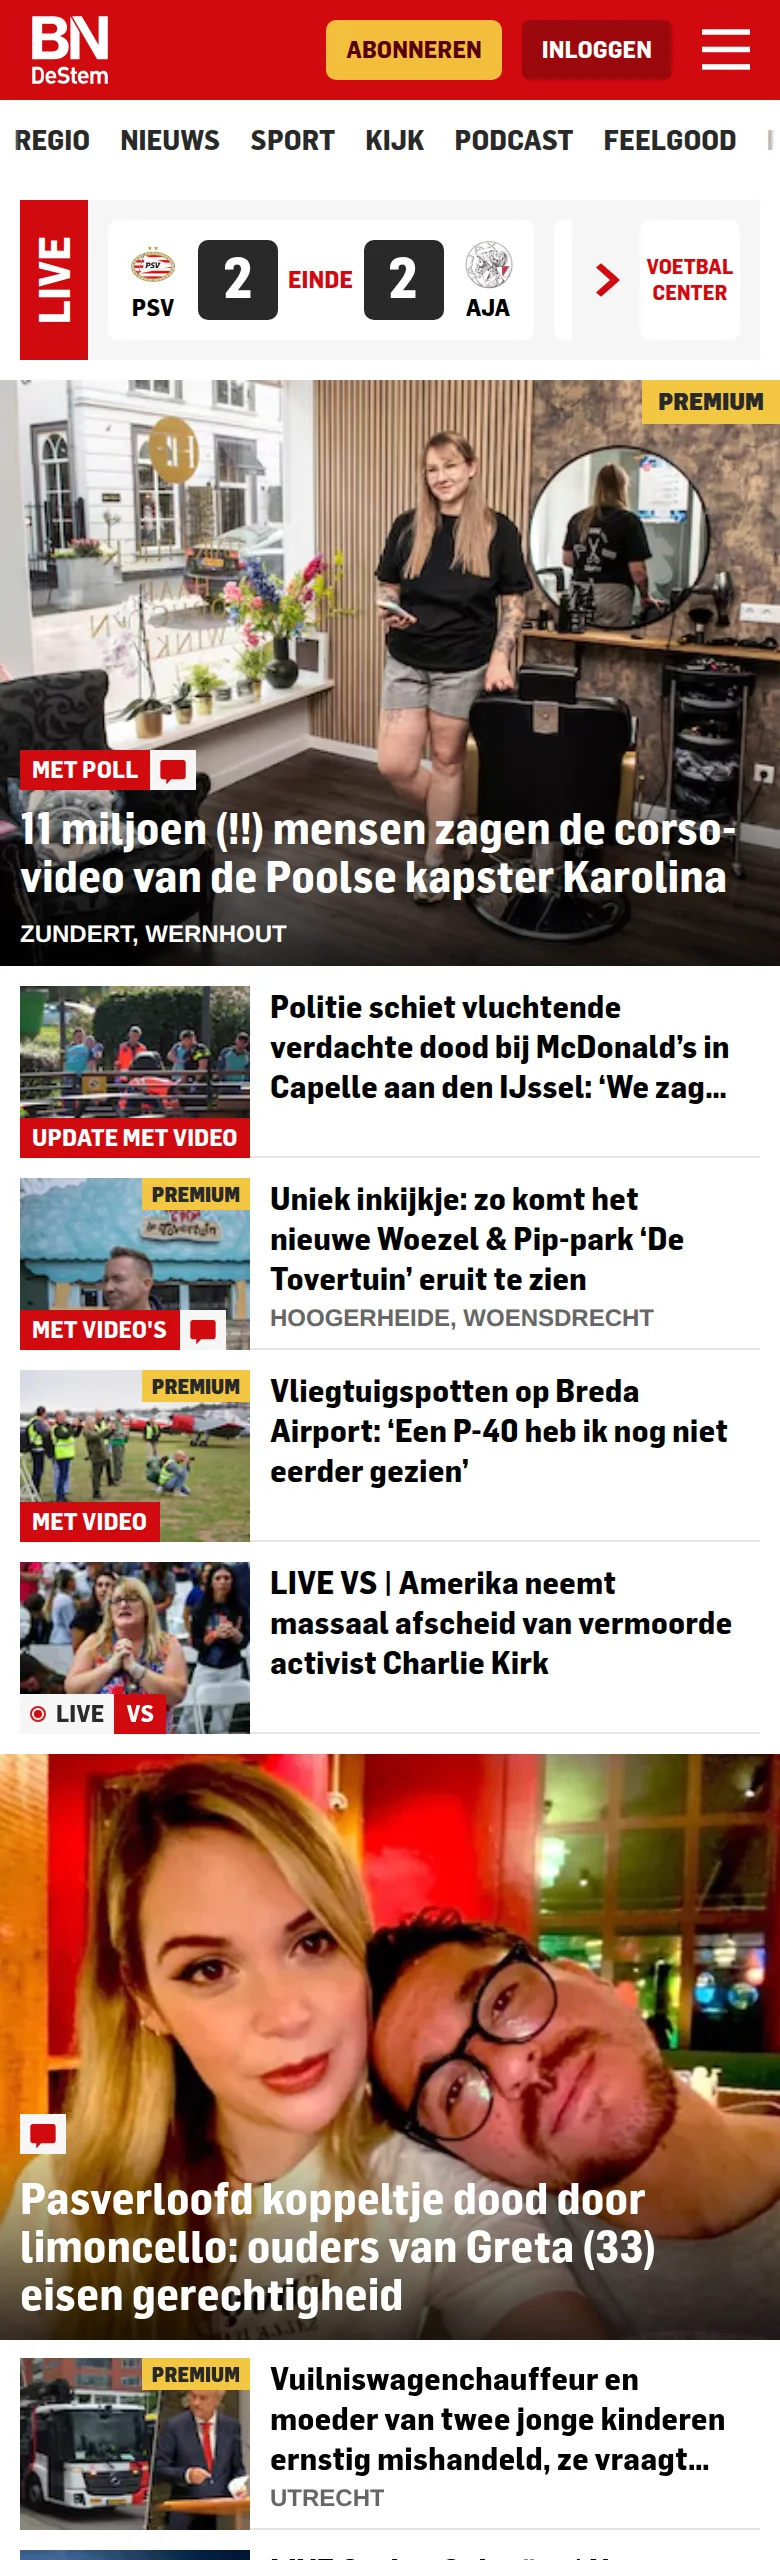 BN
DeStem
ABONNEREN
INLOGGEN
REGIO NIEUWS SPORT KIJK PODCAST FEELGOOD
LIVE
PSV
PSV
2
EINDE
2
AJA
VOETBAL
CENTER
PREMIUM
MET POLL
11 miljoen (!!) mensen zagen de corso-
video van de Poolse kapster Karolina
ZUNDERT, WERNHOUT
Politie schiet vluchtende
verdachte dood bij McDonald’s in
Capelle aan den IJssel: ‘We zag...
UPDATE MET VIDEO
PREMIUM
de Tovertuin
MET VIDEO'S
Uniek inkijkje: zo komt het
nieuwe Woezel & Pip-park ‘De
Tovertuin’ eruit te zien
HOOGERHEIDE, WOENSDRECHT
PREMIUM
MET VIDEO
Vliegtuigspotten op Breda
Airport: ‘Een P-40 heb ik nog niet
eerder gezien’
LIVE VS
LIVE VS | Amerika neemt
massaal afscheid van vermoorde
activist Charlie Kirk
Pasverloofd koppeltje dood door
limoncello: ouders van Greta (33)
eisen gerechtigheid
PREMIUM
Vuilniswagenchauffeur en
moeder van twee jonge kinderen
ernstig mishandeld, ze vraagt...
UTRECHT